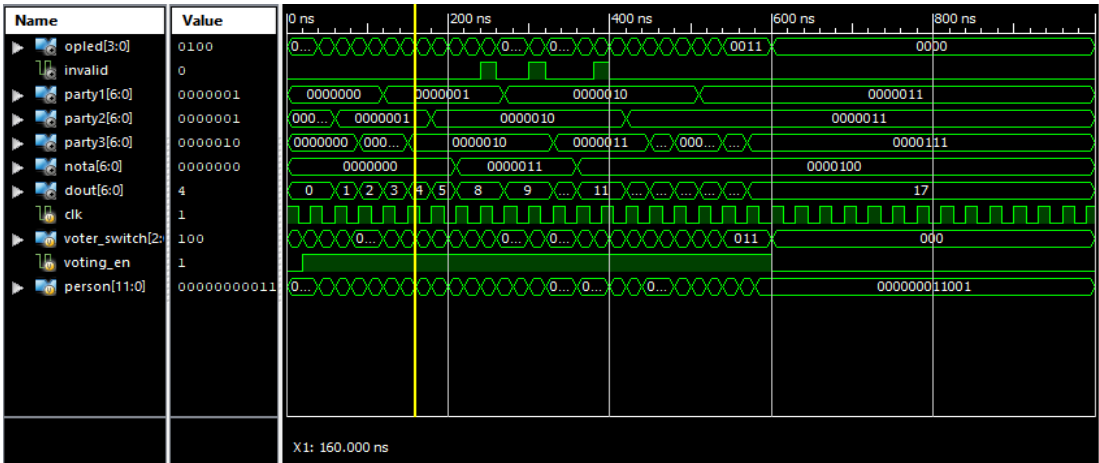 Name Value 0 ns 200 ns 400 ns 600 ns 800 ns
opled[3:0] 0100 0... 0... 0... 0011 0000
invalid 0
party1[6:0] 0000001 0000000 0000001 0000010 0000011
party2[6:0] 0000001 000... 0000001 0000010 0000011
party3[6:0] 0000010 0000000 000... 0000010 0000011 ... 000... ... 0000111
nota[6:0] 0000000 0000000 0000011 0000100
dout[6:0] 4 0 1 2 3 4 5 8 9 ... 11 ... ... ... ... ... 17
clk 1
voter_switch[2: 100 0... 0... 0... 011 000
voting_en 1
person[11:0] 00000000011 0... 0... 0... 0... 000000011001
X1: 160.000 ns